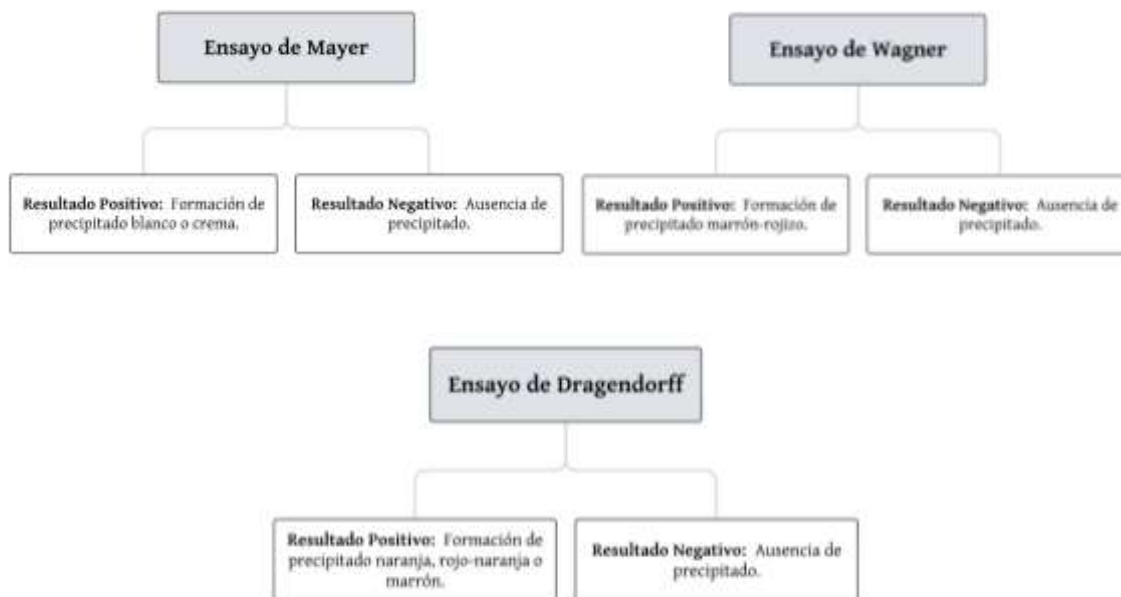 Ensayo de Mayer
Ensayo de Wagner
Resultado Positivo: Formación de
precipitado blanco o crema.
Resultado Negativo: Ausencia de
precipitado.
Resultado Positivo: Formación de
precipitado marrón-rojizo.
Resultado Negativo: Ausencia de
precipitado.
Ensayo de Dragendorff
Resultado Positivo: Formación de
precipitado naranja, rojo-naranja o
marrón.
Resultado Negativo: Ausencia de
precipitado.